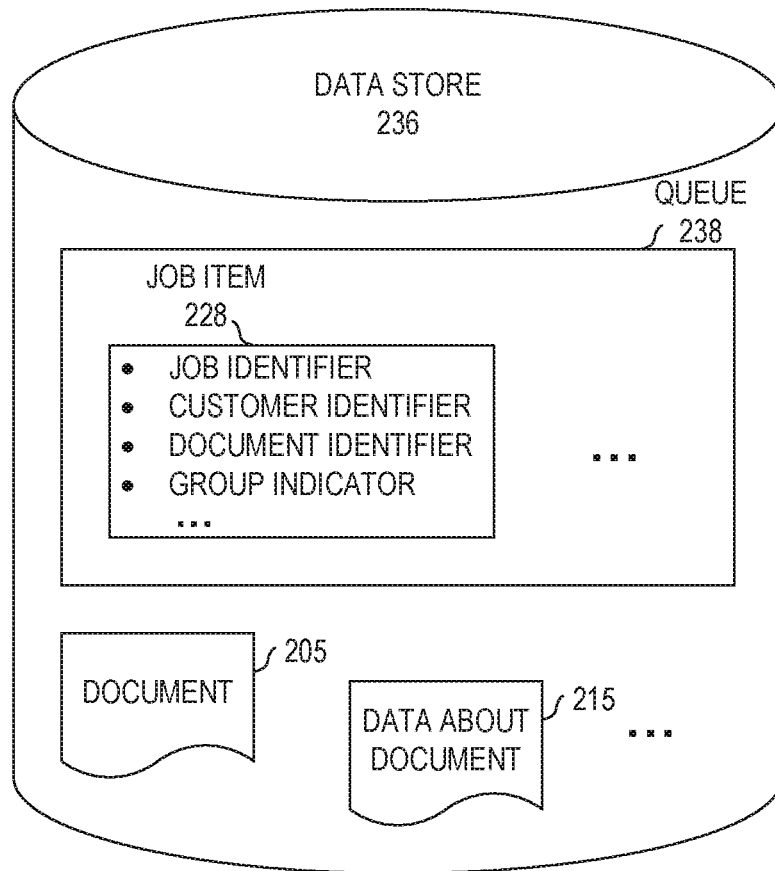 DATA STORE
236
QUEUE
238
JOB ITEM
228
• JOB IDENTIFIER
• CUSTOMER IDENTIFIER
• DOCUMENT IDENTIFIER
• GROUP INDICATOR
...
...
DOCUMENT
205
DATA ABOUT
DOCUMENT
215
...